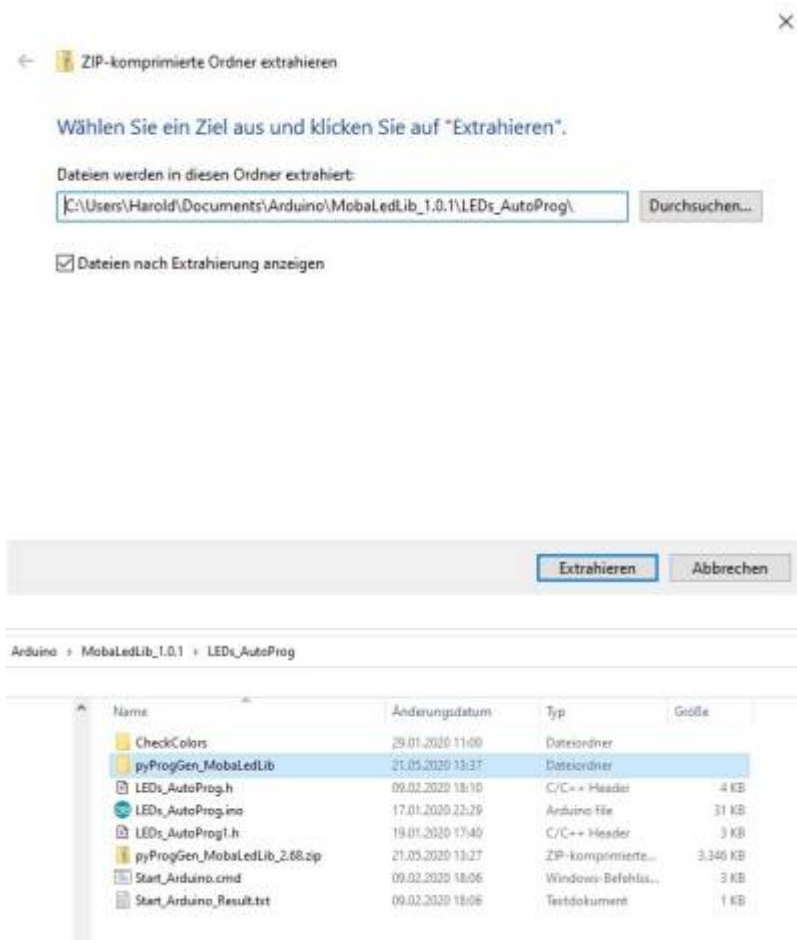 ZIP-komprimierte Ordner extrahieren
Wählen Sie ein Ziel aus und klicken Sie auf "Extrahieren".
Dateien werden in diesen Ordner extrahiert:
C:\Users\Harold\Documents\Arduino\MobaLedLib_1.0.1\LEDs_AutoProg\ Durchsuchen...
Dateien nach Extrahierung anzeigen
Extrahieren Abbrechen
Arduino › MobaLedLib_1.0.1 › LEDs_AutoProg
Name Änderungsdatum Typ Größe
CheckColors 29.01.2020 11:00 Dateiordner
pyProgGen_MobaLedLib 21.05.2020 13:37 Dateiordner
LEDs_AutoProg.h 09.02.2020 18:10 C/C++ Header 4 KB
LEDs_AutoProg.ino 17.01.2020 22:29 Arduino file 31 KB
LEDs_AutoProg1.h 19.01.2020 17:40 C/C++ Header 3 KB
pyProgGen_MobaLedLib_2.68.zip 21.05.2020 13:27 ZIP-komprimierte... 3.346 KB
Start_Arduino.cmd 09.02.2020 18:06 Windows-Befehlss... 3 KB
Start_Arduino_Result.txt 09.02.2020 18:06 Textdokument 1 KB